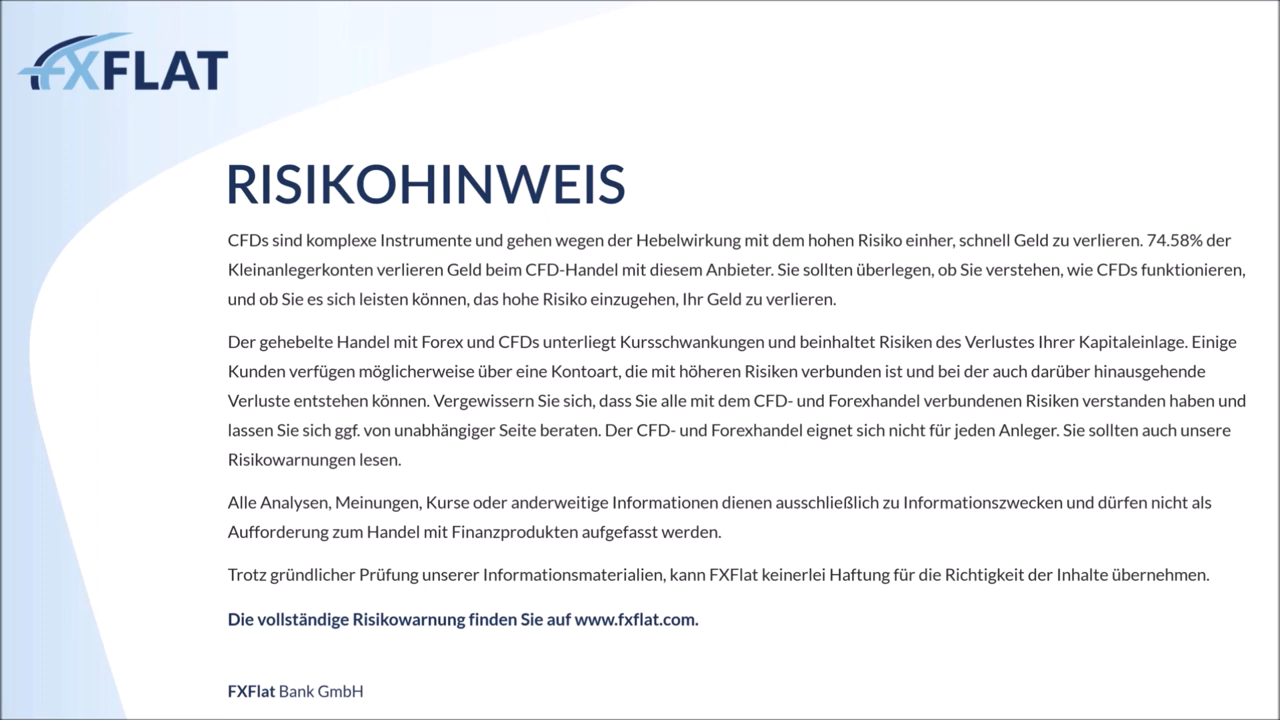 FXFLAT
RISIKOHINWEIS
CFDs sind komplexe Instrumente und gehen wegen der Hebelwirkung mit dem hohen Risiko einher, schnell Geld zu verlieren. 74.58% der
Kleinanlegerkonten verlieren Geld beim CFD-Handel mit diesem Anbieter. Sie sollten überlegen, ob Sie verstehen, wie CFDs funktionieren,
und ob Sie es sich leisten können, das hohe Risiko einzugehen, Ihr Geld zu verlieren.
Der gehebelte Handel mit Forex und CFDs unterliegt Kursschwankungen und beinhaltet Risiken des Verlustes Ihrer Kapitaleinlage. Einige
Kunden verfügen möglicherweise über eine Kontoart, die mit höheren Risiken verbunden ist und bei der auch darüber hinausgehende
Verluste entstehen können. Vergewissern Sie sich, dass Sie alle mit dem CFD- und Forexhandel verbundenen Risiken verstanden haben und
lassen Sie sich ggf. von unabhängiger Seite beraten. Der CFD- und Forexhandel eignet sich nicht für jeden Anleger. Sie sollten auch unsere
Risikowarnungen lesen.
Alle Analysen, Meinungen, Kurse oder anderweitige Informationen dienen ausschließlich zu Informationszwecken und dürfen nicht als
Aufforderung zum Handel mit Finanzprodukten aufgefasst werden.
Trotz gründlicher Prüfung unserer Informationsmaterialien, kann FXFlat keinerlei Haftung für die Richtigkeit der Inhalte übernehmen.
Die vollständige Risikowarnung finden Sie auf www.fxflat.com.
FXFlat Bank GmbH